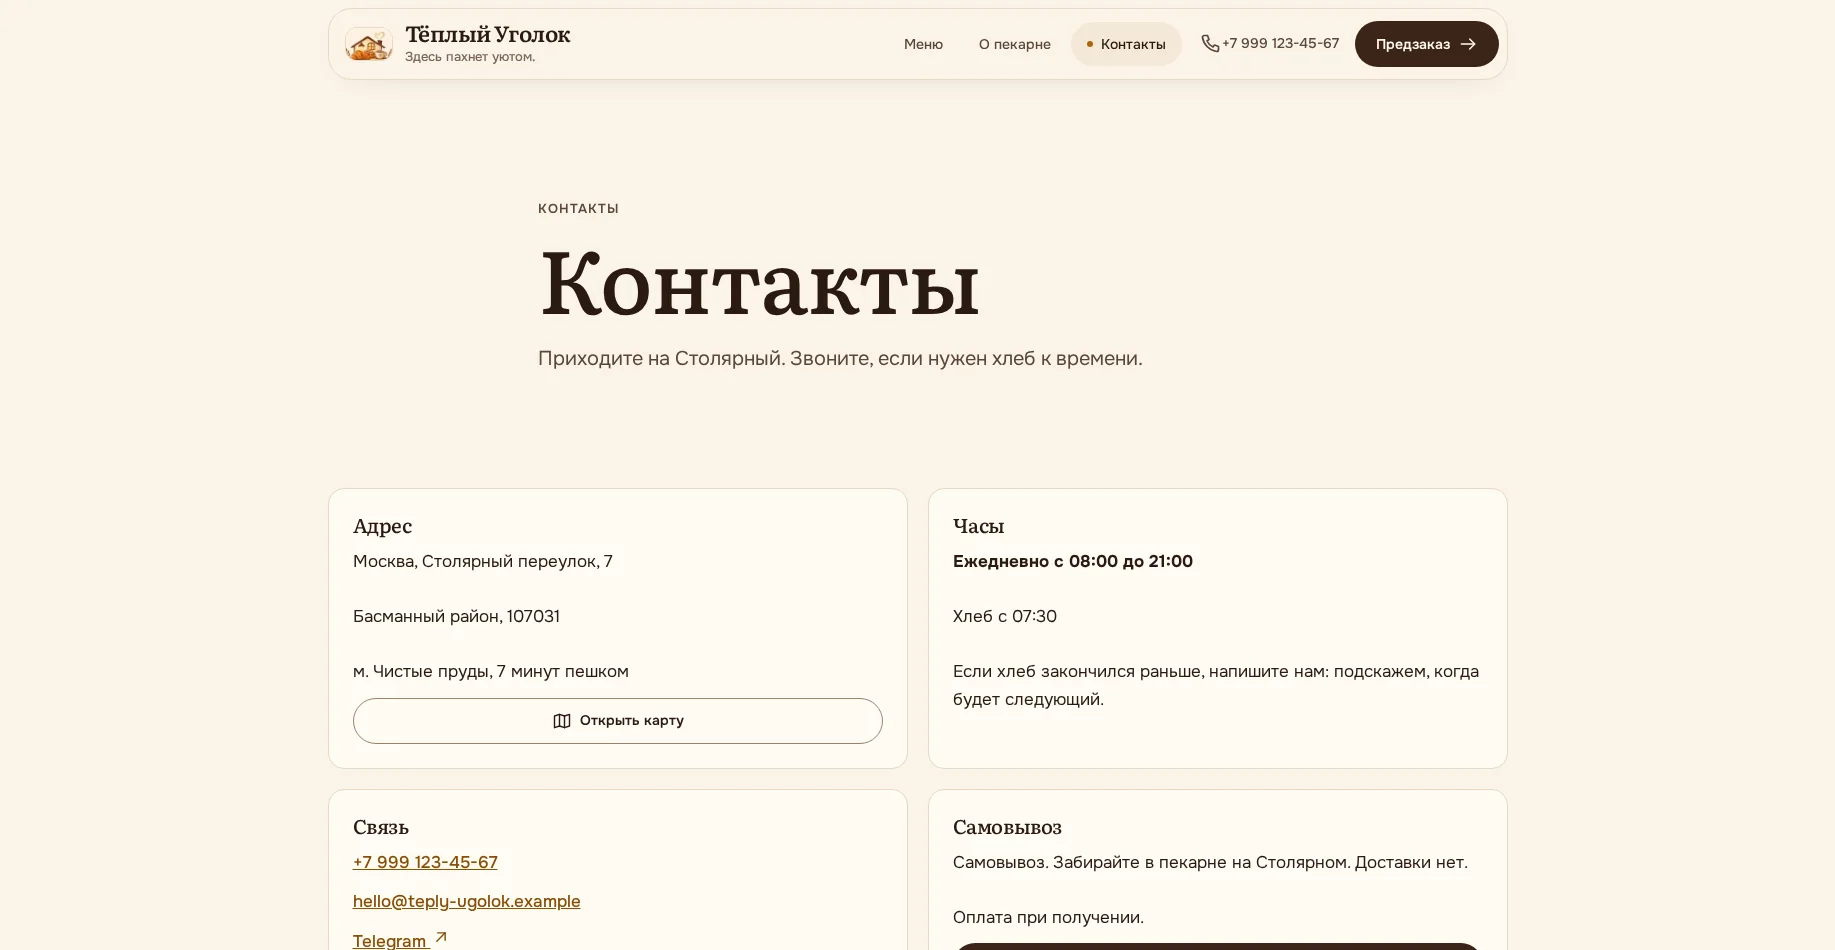 Тёплый Уголок
Здесь пахнет уютом.
Меню
О пекарне
Контакты
+7 999 123-45-67
Предзаказ
КОНТАКТЫ
Контакты
Приходите на Столярный. Звоните, если нужен хлеб к времени.
Адрес
Москва, Столярный переулок, 7
Басманный район, 107031
м. Чистые пруды, 7 минут пешком
Открыть карту
Часы
Ежедневно с 08:00 до 21:00
Хлеб с 07:30
Если хлеб закончился раньше, напишите нам: подскажем, когда
будет следующий.
Связь
+7 999 123-45-67
hello@teply-ugolok.example
Telegram
Самовывоз
Самовывоз. Забирайте в пекарне на Столярном. Доставки нет.
Оплата при получении.